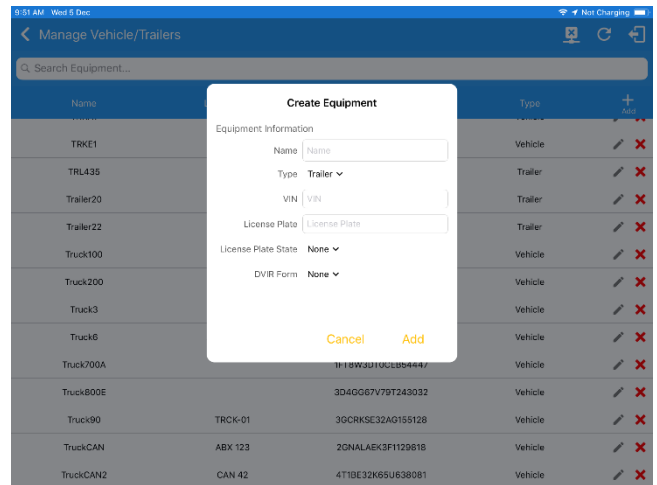 9:51 AM Wed 5 Dec Not Charging
Manage Vehicle/Trailers
Search Equipment...
Name Type Add
Create Equipment
Equipment Information
Name Name
Type Trailer
VIN VIN
License Plate License Plate
License Plate State None
DVIR Form None
Cancel Add
TRKE1 Vehicle
TRL435 Trailer
Trailer20 Trailer
Trailer22 Trailer
Truck100 Vehicle
Truck200 Vehicle
Truck3 Vehicle
Truck6 Vehicle
Truck700A 1FT8W3DT0CEB54447 Vehicle
Truck800E 3D4GG67V79T243032 Vehicle
Truck90 TRCK-01 3GCRKSE32AG155128 Vehicle
TruckCAN ABX 123 2GNALAEK3F1129818 Vehicle
TruckCAN2 CAN 42 4T1BE32K65U638081 Vehicle